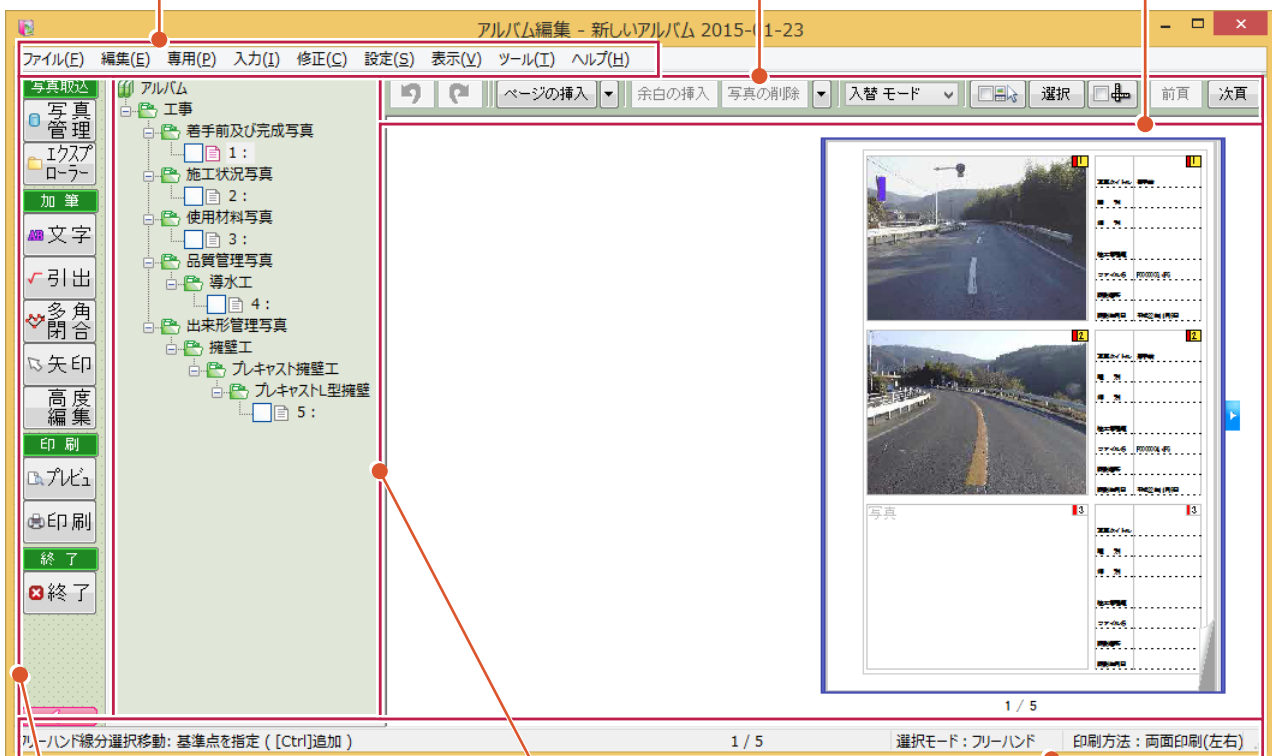 アルバム編集 - 新しいアルバム 2015-01-23
ファイル(F) 編集(E) 専用(P) 入力(I) 修正(C) 設定(S) 表示(V) ツール(T) ヘルプ(H)
写真取込
写真管理
エクスプローラー
加筆
AB文字
引出
多角閉合
矢印
高度編集
印刷
プレビュ
印刷
終了
終了
アルバム
工事
着手前及び完成写真
1:
施工状況写真
2:
使用材料写真
3:
品質管理写真
導水工
4:
出来形管理写真
擁壁工
プレキャスト擁壁工
プレキャストL型擁壁
5:
ページの挿入 余白の挿入 写真の削除 入替 モード 選択 前頁 次頁
1 1
2 2
写真 3 3
1 / 5
フリーハンド線分選択移動: 基準点を指定 ( [Ctrl]追加 ) 1 / 5 選択モード : フリーハンド 印刷方法 : 両面印刷(左右)